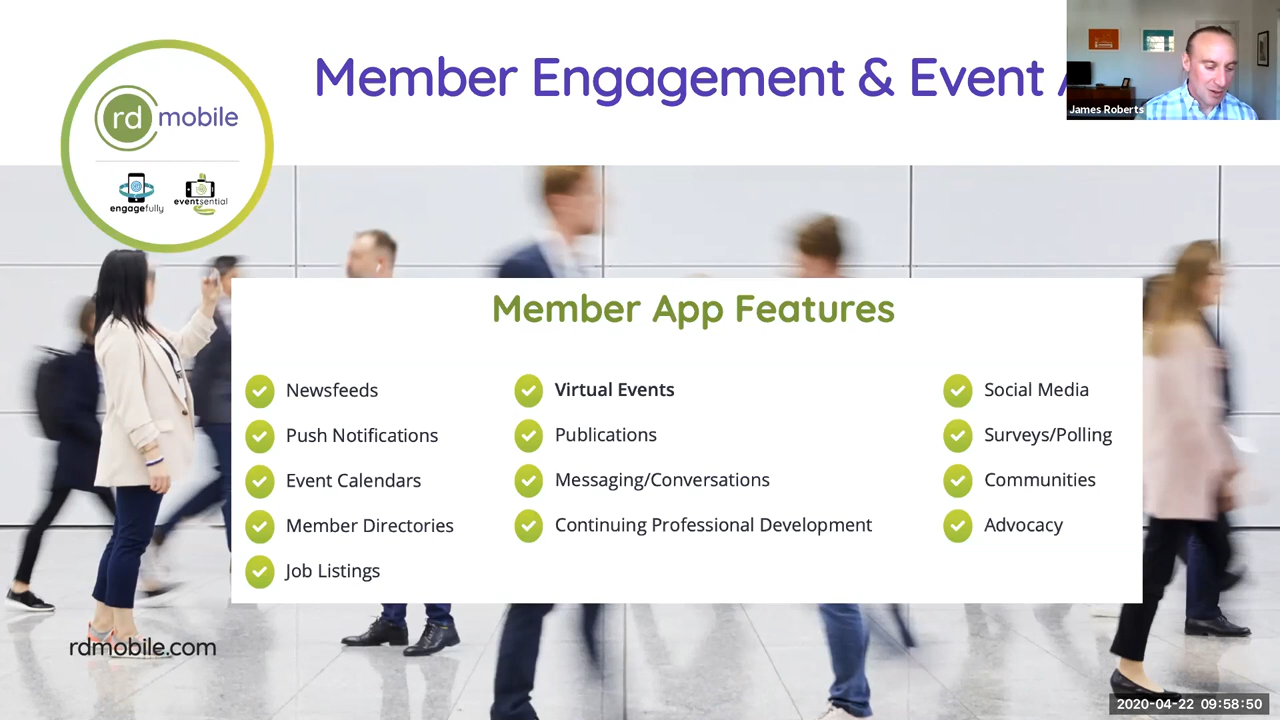 Member Engagement & Event
James Roberts
rd mobile
engagefully
eventsential
Member App Features
Newsfeeds
Push Notifications
Event Calendars
Member Directories
Job Listings
Virtual Events
Publications
Messaging/Conversations
Continuing Professional Development
Social Media
Surveys/Polling
Communities
Advocacy
rdmobile.com
2020-04-22 09:58:50